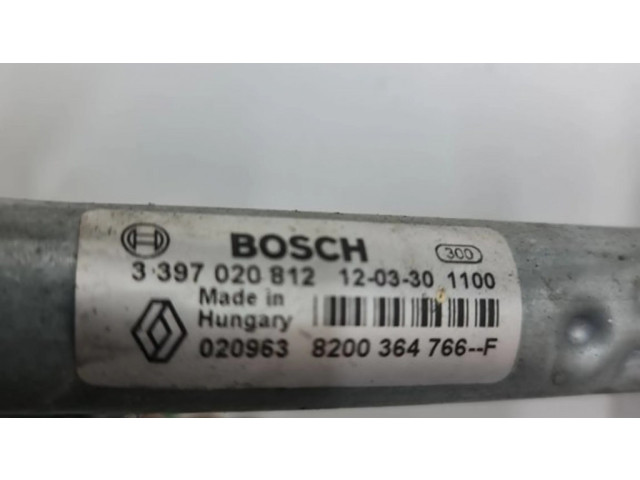 BOSCH 300
3 397 020 812 12-03-30 1100
Made in
Hungary
020963 8200 364 766--F